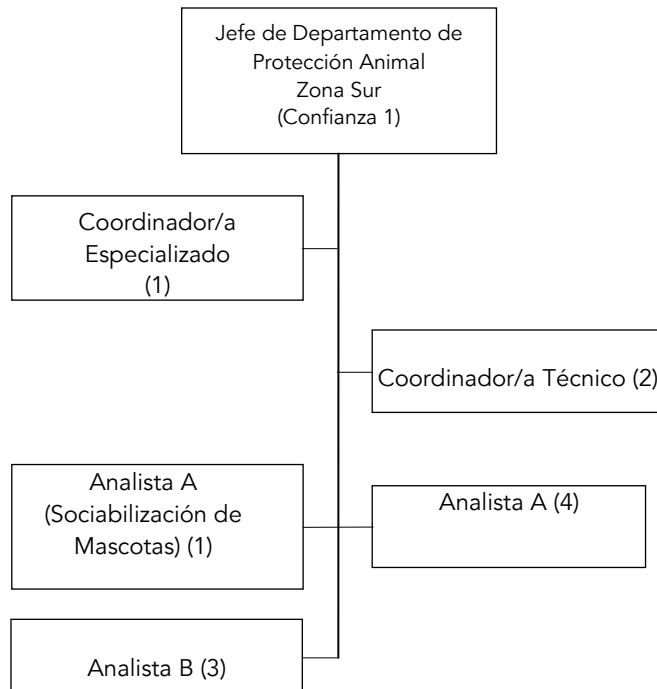 Jefe de Departamento de
Protección Animal
Zona Sur
(Confianza 1)
Coordinador/a
Especializado
(1)
Coordinador/a Técnico (2)
Analista A
(Sociabilización de
Mascotas) (1)
Analista A (4)
Analista B (3)